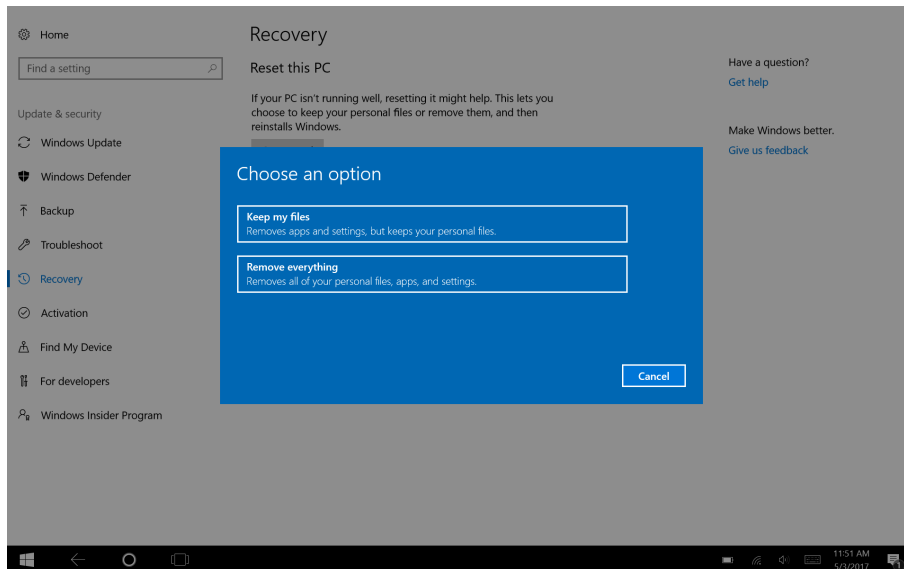 Home
Find a setting
Update & security
Windows Update
Windows Defender
Backup
Troubleshoot
Recovery
Activation
Find My Device
For developers
Windows Insider Program
Recovery
Reset this PC
If your PC isn't running well, resetting it might help. This lets you
choose to keep your personal files or remove them, and then
reinstalls Windows.
Have a question?
Get help
Make Windows better.
Give us feedback
Choose an option
Keep my files
Removes apps and settings, but keeps your personal files.
Remove everything
Removes all of your personal files, apps, and settings.
Cancel
11:51 AM
5/3/2017